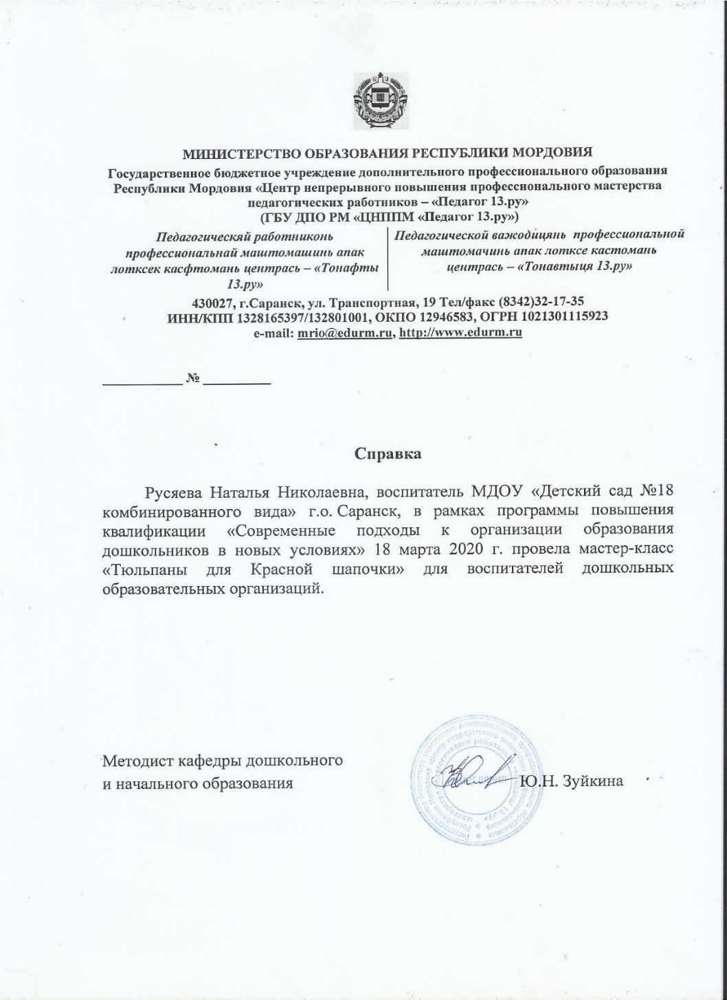 МИНИСТЕРСТВО ОБРАЗОВАНИЯ РЕСПУБЛИКИ МОРДОВИЯ
Государственное бюджетное учреждение дополнительного профессионального образования
Республики Мордовия «Центр непрерывного повышения профессионального мастерства
педагогических работников – «Педагог 13.ру»
(ГБУ ДПО РМ «ЦНППМ «Педагог 13.ру»)
Педагогическяй работниконь
профессиональнай маштомашинь апак
лотксек касфтомань центрась – «Тонафты
13.ру»
Педагогической важодицянь профессиональной
маштомачинь апак лотксе кастомань
центрась – «Тонавтыця 13.ру»
430027, г.Саранск, ул. Транспортная, 19 Тел/факс (8342)32-17-35
ИНН/КПП 1328165397/132801001, ОКПО 12946583, ОГРН 1021301115923
e-mail: mrio@edurm.ru, http://www.edurm.ru
____________ № __________
Справка
Русяева Наталья Николаевна, воспитатель МДОУ «Детский сад №18
комбинированного вида» г.о. Саранск, в рамках программы повышения
квалификации «Современные подходы к организации образования
дошкольников в новых условиях» 18 марта 2020 г. провела мастер-класс
«Тюльпаны для Красной шапочки» для воспитателей дошкольных
образовательных организаций.
Методист кафедры дошкольного
и начального образования
Ю.Н. Зуйкина